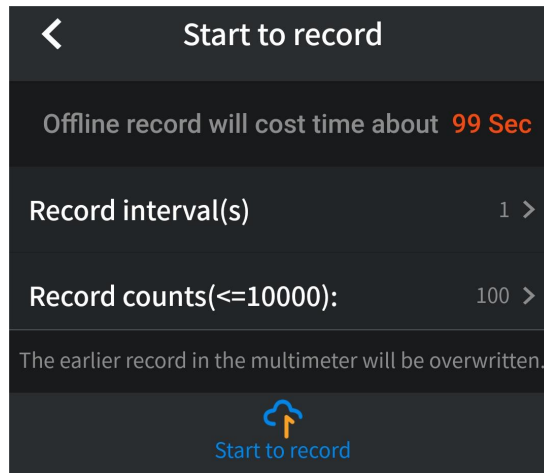 Start to record
Offline record will cost time about 99 Sec
Record interval(s) 1
Record counts(<=10000): 100
The earlier record in the multimeter will be overwritten.
Start to record